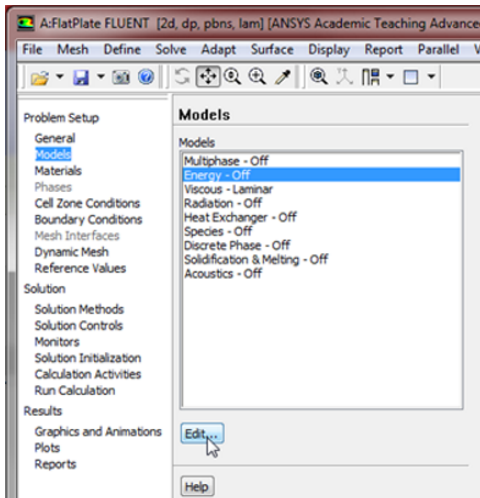 A:FlatPlate FLUENT [2d, dp, pbns, lam] [ANSYS Academic Teaching Advance
File Mesh Define Solve Adapt Surface Display Report Parallel
Problem Setup
General
Models
Materials
Phases
Cell Zone Conditions
Boundary Conditions
Mesh Interfaces
Dynamic Mesh
Reference Values
Solution
Solution Methods
Solution Controls
Monitors
Solution Initialization
Calculation Activities
Run Calculation
Results
Graphics and Animations
Plots
Reports
Models
Models
Multiphase - Off
Energy - Off
Viscous - Laminar
Radiation - Off
Heat Exchanger - Off
Species - Off
Discrete Phase - Off
Solidification & Melting - Off
Acoustics - Off
Edit...
Help